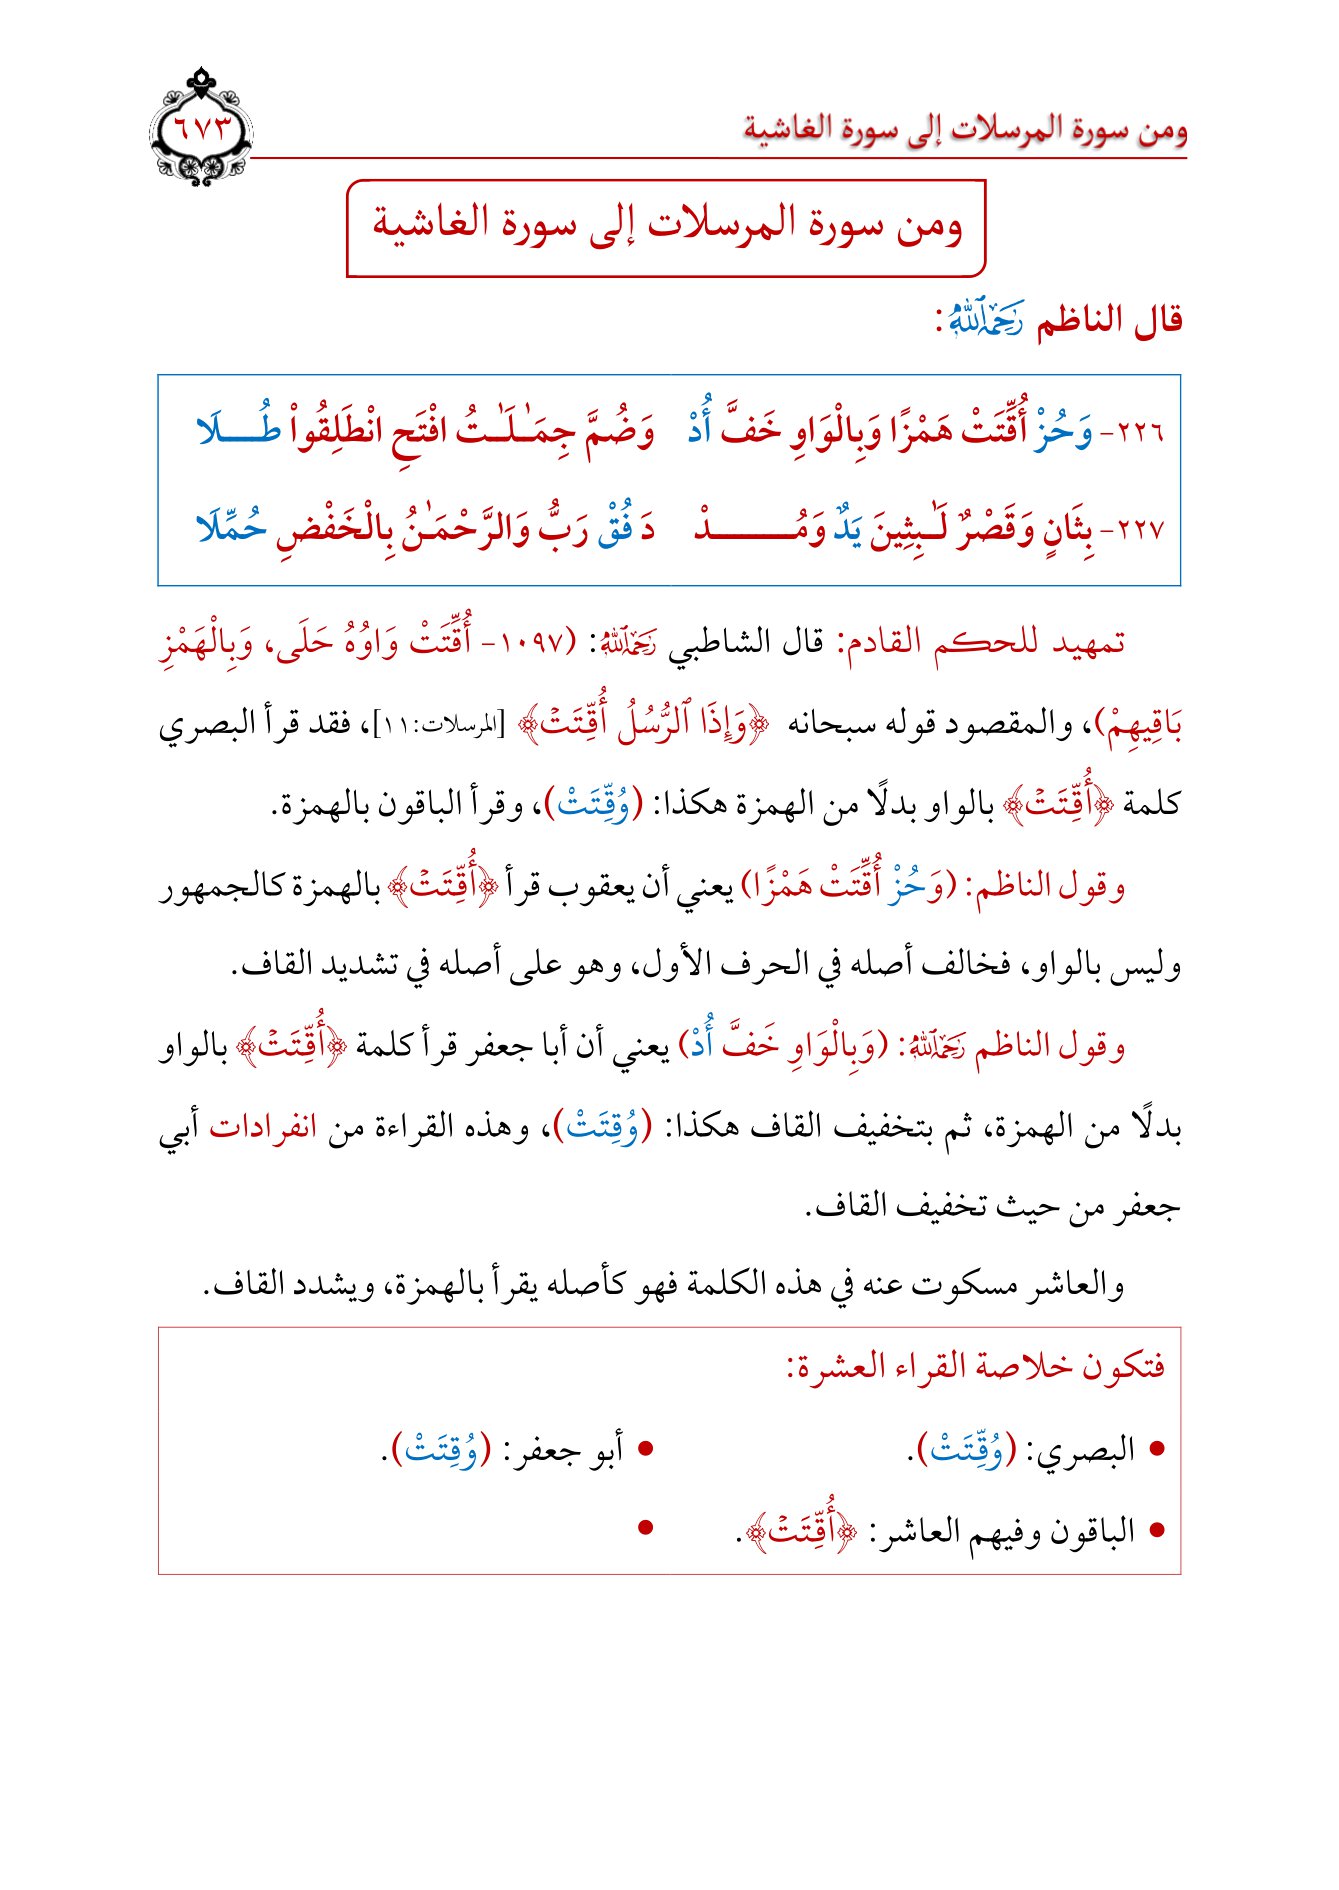 ومن سورة المرسلات إلى سورة الغاشية
٦٧٣
ومن سورة المرسلات إلى سورة الغاشية
قال الناظم رَحِمَهُ اللَّهُ:
٢٢٦- وَحُزْ أُقِّتَتْ هَمْزًا وَبِالْوَاوِ خَفَّ أُدْ وَضُمَّ جِمَـٰلَـٰتُ افْتَحِ انْطَلِقُواْ طُـــلَا
٢٢٧- بِثَانٍ وَقَصْرٌ لَـٰبِثِينَ يَدٌ وَمُـــــــدْ دَ فُقْ رَبُّ وَالرَّحْمَـٰنُ بِالْخَفْضِ حُمِّلَا
تمهيد للحكم القادم: قال الشاطبي رَحِمَهُ اللَّهُ: (١٠٩٧- أُقِّتَتْ وَاوُهُ حَلَى، وَبِالْهَمْزِ
بَاقِيهِمْ)، والمقصود قوله سبحانه ﴿وَإِذَا ٱلرُّسُلُ أُقِّتَتْ﴾ [المرسلات:١١]، فقد قرأ البصري
كلمة ﴿أُقِّتَتْ﴾ بالواو بدلًا من الهمزة هكذا: (وُقِّتَتْ)، وقرأ الباقون بالهمزة.
وقول الناظم: (وَحُزْ أُقِّتَتْ هَمْزًا) يعني أن يعقوب قرأ ﴿أُقِّتَتْ﴾ بالهمزة كالجمهور
وليس بالواو، فخالف أصله في الحرف الأول، وهو على أصله في تشديد القاف.
وقول الناظم رَحِمَهُ اللَّهُ: (وَبِالْوَاوِ خَفَّ أُدْ) يعني أن أبا جعفر قرأ كلمة ﴿أُقِّتَتْ﴾ بالواو
بدلًا من الهمزة، ثم بتخفيف القاف هكذا: (وُقِتَتْ)، وهذه القراءة من انفرادات أبي
جعفر من حيث تخفيف القاف.
والعاشر مسكوت عنه في هذه الكلمة فهو كأصله يقرأ بالهمزة، ويشدد القاف.
فتكون خلاصة القراء العشرة:
• البصري: (وُقِّتَتْ). • أبو جعفر: (وُقِتَتْ).
• الباقون وفيهم العاشر: ﴿أُقِّتَتْ﴾. •